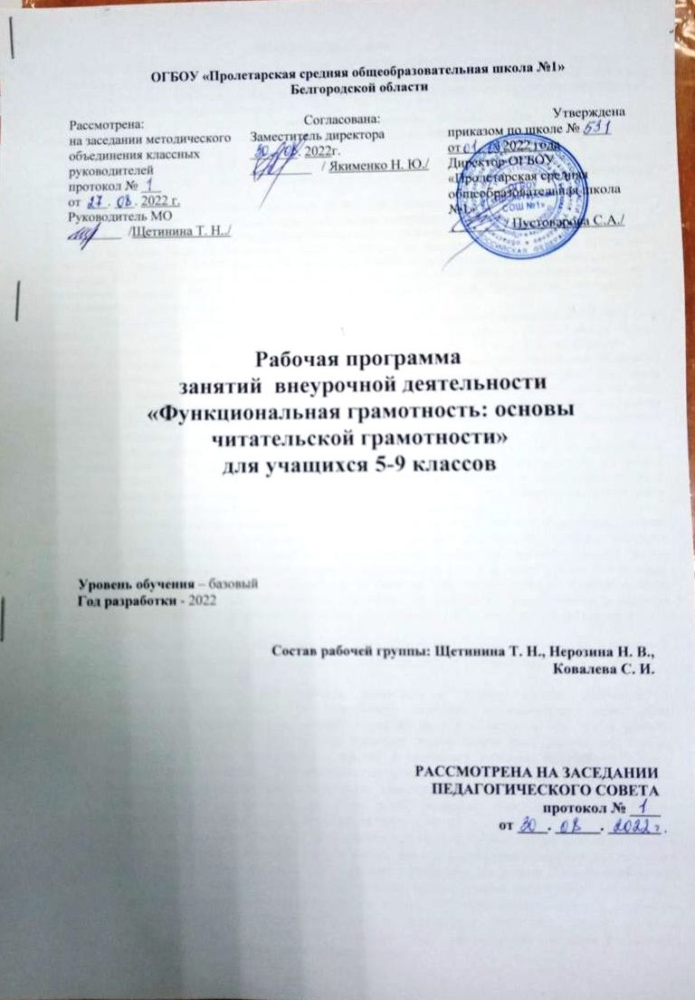 ОГБОУ «Пролетарская средняя общеобразовательная школа №1»
Белгородской области
Рассмотрена:
на заседании методического
объединения классных
руководителей
протокол № 1
от 27 . 08 . 2022 г.
Руководитель МО
/Щетинина Т. Н../
Согласована:
Заместитель директора
30 . 08 . 2022г.
/ Якименко Н. Ю./
Утверждена
приказом по школе № 531
от 01 . 2022 года
Директор ОГБОУ
«Пролетарская средняя
общеобразовательная школа
№1»
/ Пустоварова С.А./
СОШ №1»
РОССИЙСКАЯ ФЕДЕРАЦИЯ
Рабочая программа
занятий внеурочной деятельности
«Функциональная грамотность: основы
читательской грамотности»
для учащихся 5-9 классов
Уровень обучения – базовый
Год разработки - 2022
Состав рабочей группы: Щетинина Т. Н., Нерозина Н. В.,
Ковалева С. И.
РАССМОТРЕНА НА ЗАСЕДАНИИ
ПЕДАГОГИЧЕСКОГО СОВЕТА
протокол № 1
от 30 . 08 . 2022 г.